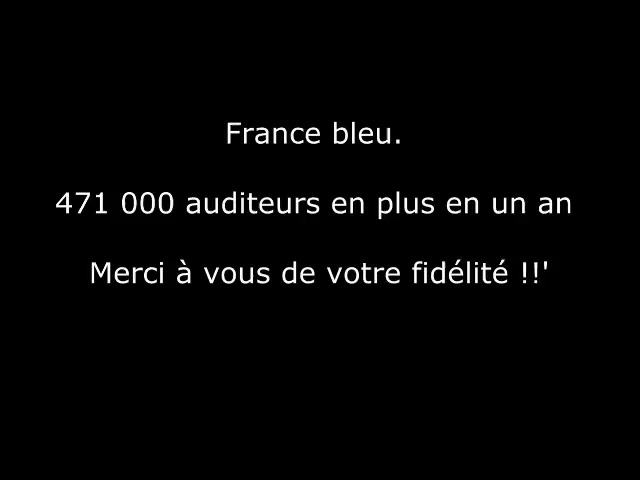 France bleu.
471 000 auditeurs en plus en un an
Merci à vous de votre fidélité !!'